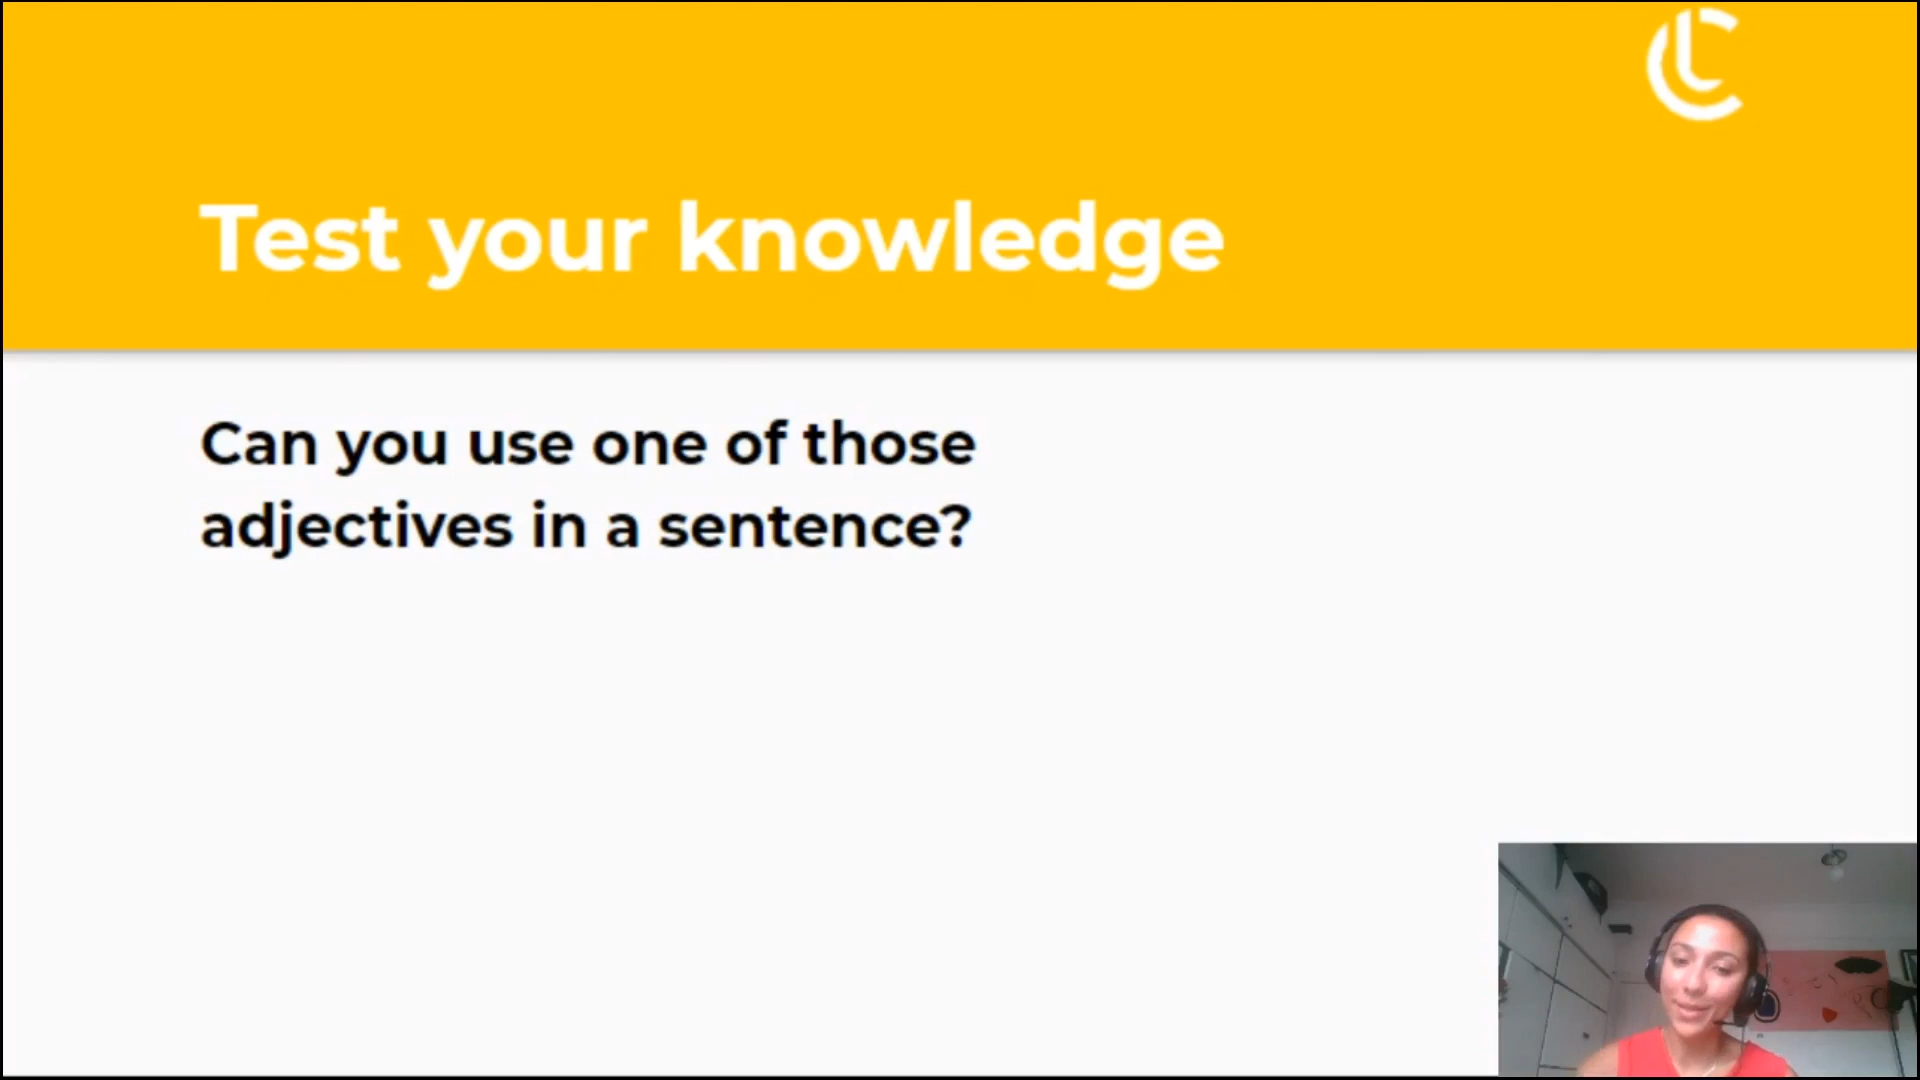 Test your knowledge
Can you use one of those
adjectives in a sentence?